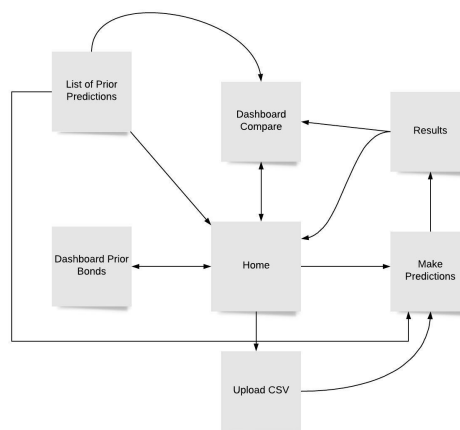 List of Prior
Predictions
Dashboard
Compare
Results
Dashboard Prior
Bonds
Home
Make
Predictions
Upload CSV